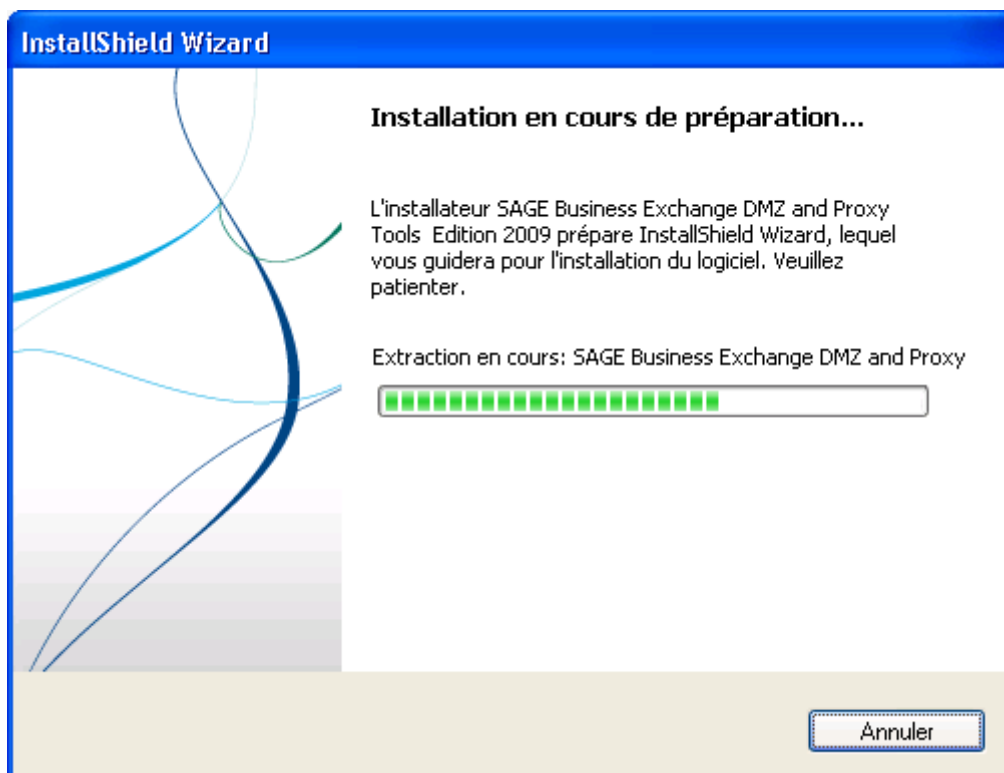 InstallShield Wizard
Installation en cours de préparation...
L'installateur SAGE Business Exchange DMZ and Proxy
Tools Edition 2009 prépare InstallShield Wizard, lequel
vous guidera pour l'installation du logiciel. Veuillez
patienter.
Extraction en cours: SAGE Business Exchange DMZ and Proxy
Annuler